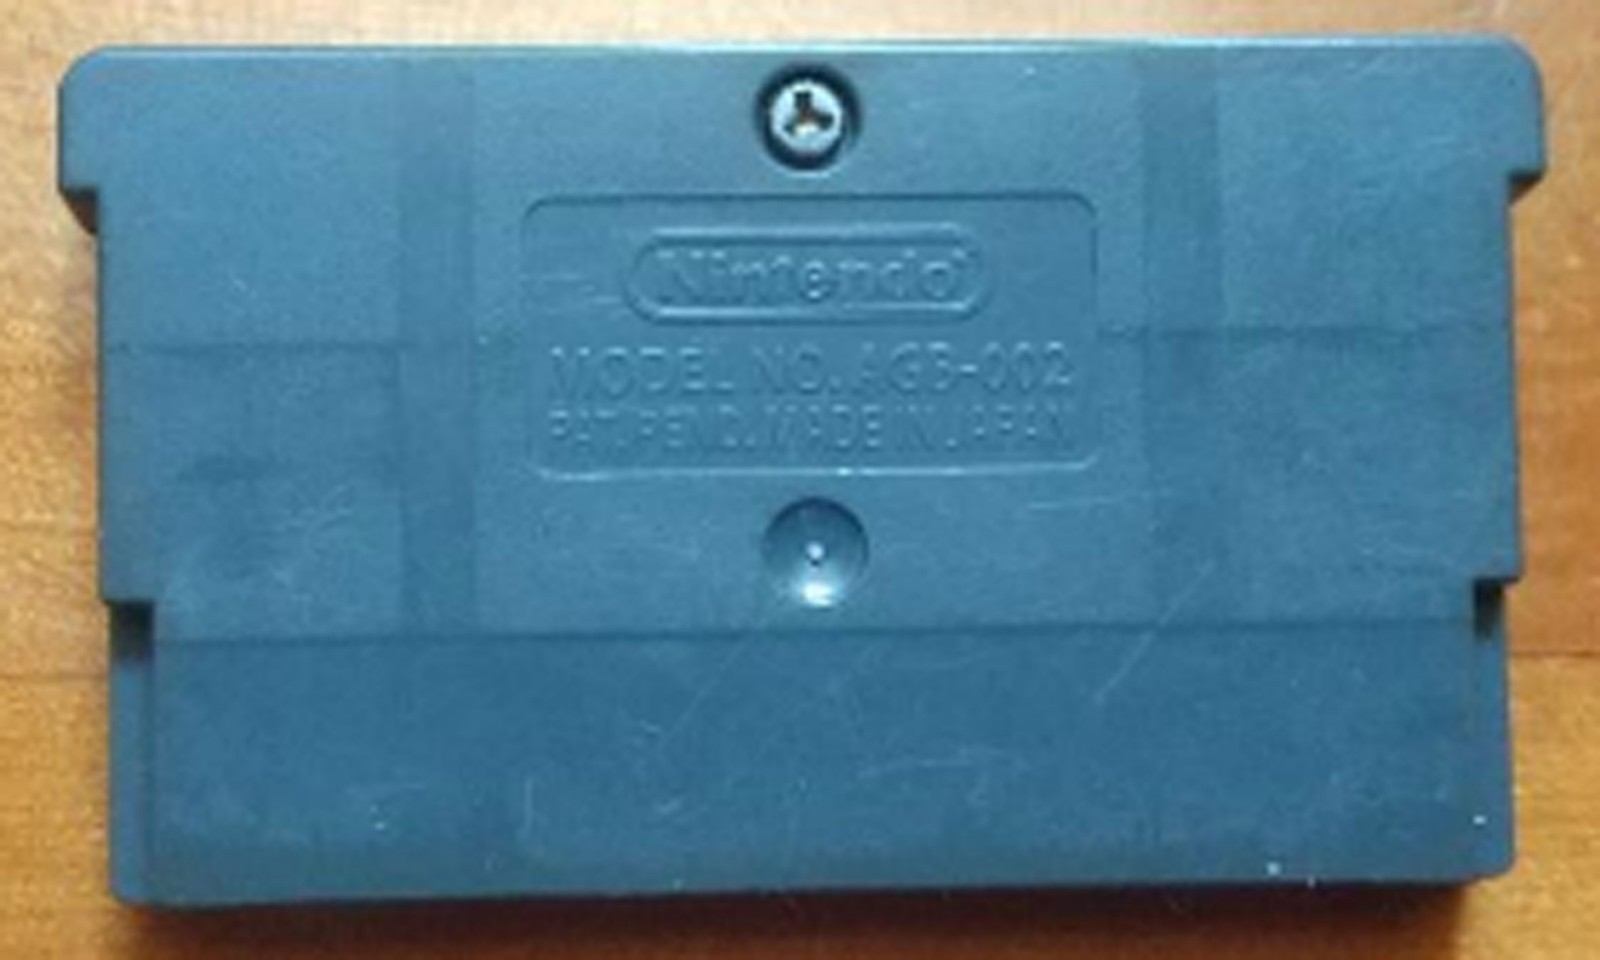 Nintendo
MODEL NO. AGB-002
PAT. PEND. MADE IN JAPAN